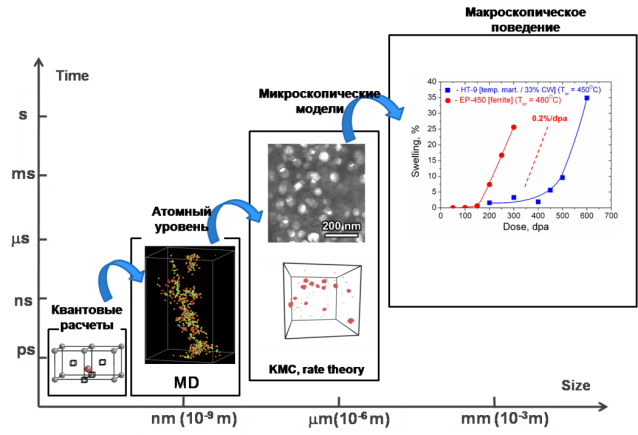 Макроскопическое
поведение
Time
Микроскопические
модели
s
ms
Атомный
уровень
μs
200 nm
ns
Квантовые
расчеты
ps
MD
KMC, rate theory
- HT-9 [temp. mart. / 33% CW] (T_irr = 450°C)
- EP-450 [ferrite] (T_irr = 480°C)
0.2%/dpa
Swelling, %
40
35
30
25
20
15
10
5
0
0 100 200 300 400 500 600 700
Dose, dpa
Size
nm (10⁻⁹ m)
μm(10⁻⁶ m)
mm (10⁻³ m)